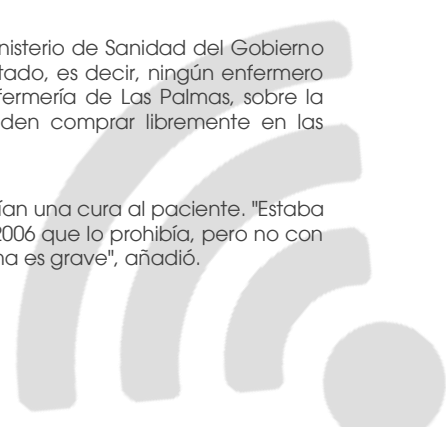 nisterio de Sanidad del Gobierno
tado, es decir, ningún enfermero
fermería de Las Palmas, sobre la
den comprar libremente en las
ían una cura al paciente. "Estaba
2006 que lo prohibía, pero no con
na es grave", añadió.